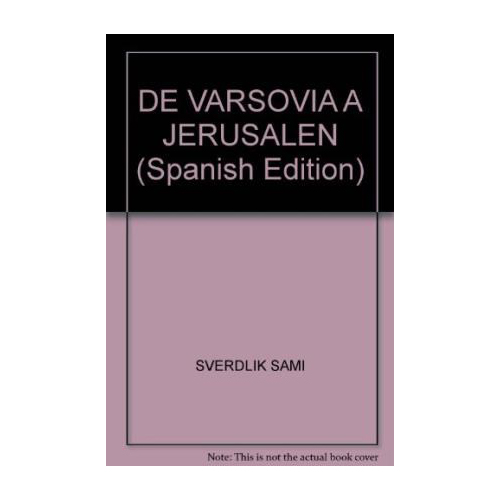 DE VARSOVIA A
JERUSALEN
(Spanish Edition)
SVERDLIK SAMI
Note: This is not the actual book cover